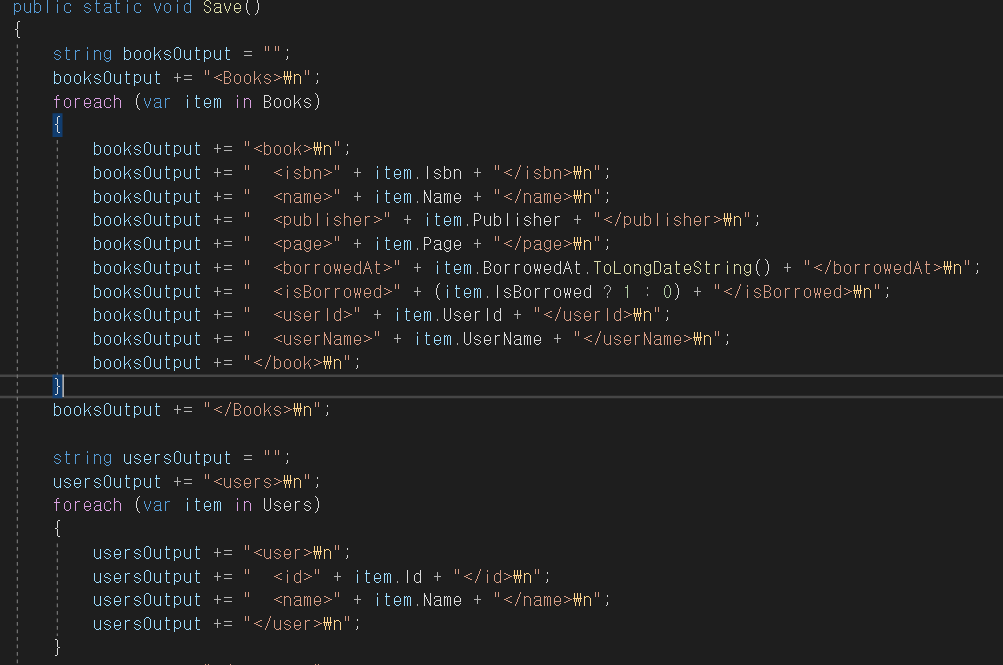 public static void Save()
{
    string booksOutput = "";
    booksOutput += "<Books>₩n";
    foreach (var item in Books)
    {
        booksOutput += "<book>₩n";
        booksOutput += "  <isbn>" + item.Isbn + "</isbn>₩n";
        booksOutput += "  <name>" + item.Name + "</name>₩n";
        booksOutput += "  <publisher>" + item.Publisher + "</publisher>₩n";
        booksOutput += "  <page>" + item.Page + "</page>₩n";
        booksOutput += "  <borrowedAt>" + item.BorrowedAt.ToLongDateString() + "</borrowedAt>₩n";
        booksOutput += "  <isBorrowed>" + (item.IsBorrowed ? 1 : 0) + "</isBorrowed>₩n";
        booksOutput += "  <userId>" + item.UserId + "</userId>₩n";
        booksOutput += "  <userName>" + item.UserName + "</userName>₩n";
        booksOutput += "</book>₩n";
    }
    booksOutput += "</Books>₩n";

    string usersOutput = "";
    usersOutput += "<users>₩n";
    foreach (var item in Users)
    {
        usersOutput += "<user>₩n";
        usersOutput += "  <id>" + item.Id + "</id>₩n";
        usersOutput += "  <name>" + item.Name + "</name>₩n";
        usersOutput += "</user>₩n";
    }